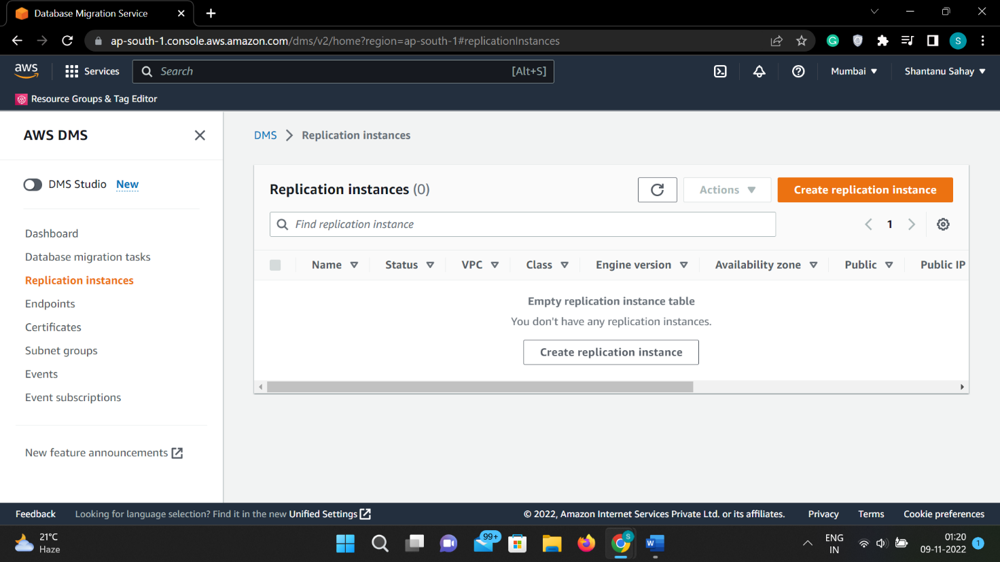 Database Migration Service
ap-south-1.console.aws.amazon.com/dms/v2/home?region=ap-south-1#replicationInstances
G
S
aws
Services
Search
[Alt+S]
Mumbai
Shantanu Sahay
Resource Groups & Tag Editor
AWS DMS
DMS Studio New
Dashboard
Database migration tasks
Replication instances
Endpoints
Certificates
Subnet groups
Events
Event subscriptions
New feature announcements
DMS
Replication instances
Replication instances (0)
Actions
Create replication instance
Find replication instance
1
Name
Status
VPC
Class
Engine version
Availability zone
Public
Public IP
Empty replication instance table
You don't have any replication instances.
Create replication instance
Feedback
Looking for language selection? Find it in the new Unified Settings
© 2022, Amazon Internet Services Private Ltd. or its affiliates.
Privacy
Terms
Cookie preferences
21°C
Haze
99+
S
W
ENG
IN
01:20
09-11-2022
1